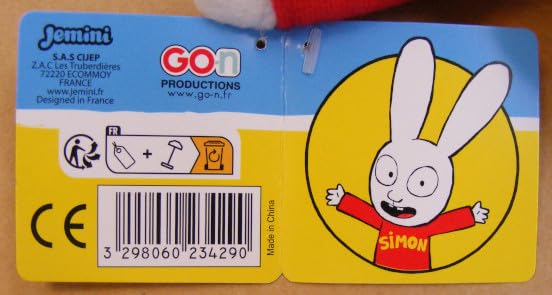 Jemini
S.A.S CIJEP
Z.A.C Les Truberdières
72220 ECOMMOY
FRANCE
www.jemini.fr
Designed in France
GO-n
PRODUCTIONS
www.go-n.fr
FR
+
CE
3 298060 234290
Made in China
SiMON